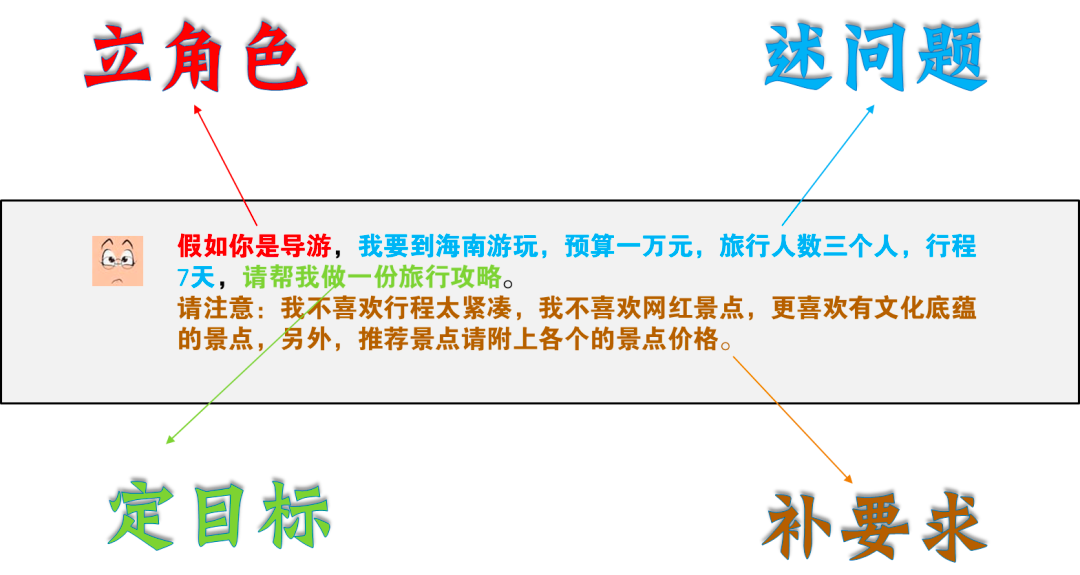 立角色
述问题
假如你是导游，我要到海南游玩，预算一万元，旅行人数三个人，行程
7天，请帮我做一份旅行攻略。
请注意：我不喜欢行程太紧凑，我不喜欢网红景点，更喜欢有文化底蕴
的景点，另外，推荐景点请附上各个的景点价格。
定目标
补要求